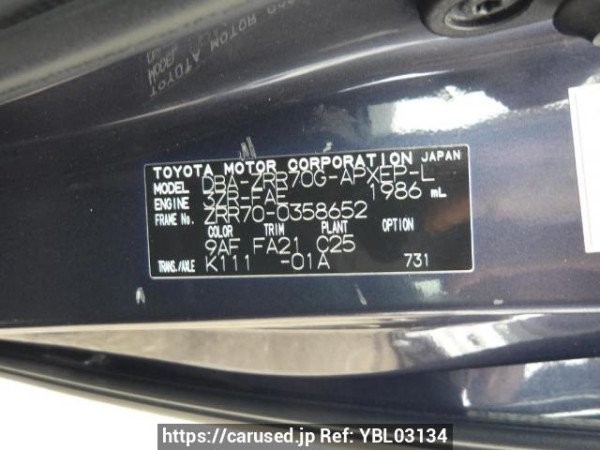 TOYOTA MOTOR CORPORATION JAPAN
MODEL DBA-ZRR70G-APXEP-L
ENGINE 3ZR-FAE 1986 mL
FRAME No. ZRR70-0358652
COLOR TRIM PLANT OPTION
9AF FA21 C25
TRANS./AXLE K111 -01A 731
https://carused.jp Ref: YBL03134